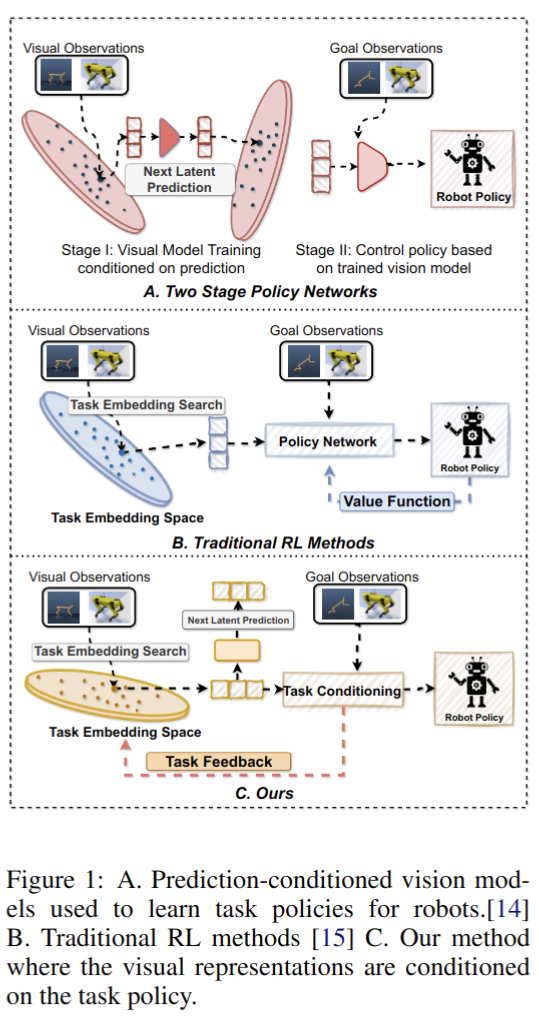 Visual Observations
Goal Observations
Next Latent
Prediction
Robot Policy
Stage I: Visual Model Training
conditioned on prediction
Stage II: Control policy based
on trained vision model
A. Two Stage Policy Networks
Visual Observations
Goal Observations
Task Embedding Search
Policy Network
Robot Policy
Value Function
Task Embedding Space
B. Traditional RL Methods
Visual Observations
Goal Observations
Next Latent Prediction
Task Embedding Search
Task Conditioning
Robot Policy
Task Embedding Space
Task Feedback
C. Ours
Figure 1: A. Prediction-conditioned vision mod-
els used to learn task policies for robots.[14]
B. Traditional RL methods [15] C. Our method
where the visual representations are conditioned
on the task policy.